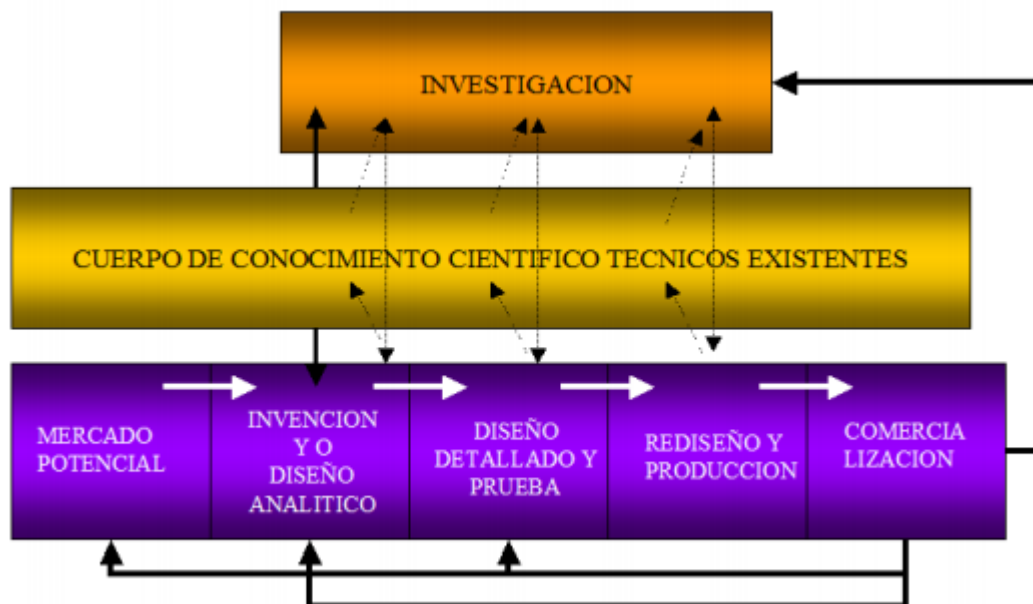 INVESTIGACION
CUERPO DE CONOCIMIENTO CIENTIFICO TECNICOS EXISTENTES
MERCADO
POTENCIAL
INVENCION
Y O
DISEÑO
ANALITICO
DISEÑO
DETALLADO Y
PRUEBA
REDISEÑO Y
PRODUCCION
COMERCIA
LIZACION